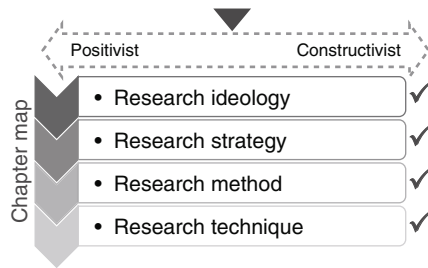 Positivist Constructivist
Chapter map
• Research ideology
• Research strategy
• Research method
• Research technique